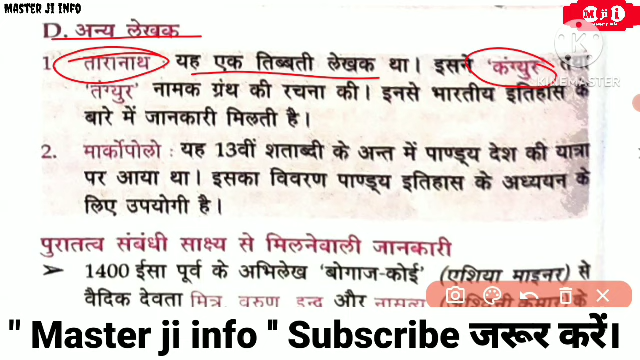 MASTER JI INFO
Mji
D. अन्य लेखक
1. तारानाथ : यह एक तिब्बती लेखक था। इसने 'कंग्युर' तथा
'तंग्युर' नामक ग्रंथ की रचना की। इनसे भारतीय इतिहास के
बारे में जानकारी मिलती है।
KINEMASTER
2. मार्कोपोलो : यह 13वीं शताब्दी के अन्त में पाण्ड्य देश की यात्रा
पर आया था। इसका विवरण पाण्ड्य इतिहास के अध्ययन के
लिए उपयोगी है।
पुरातत्व संबंधी साक्ष्य से मिलनेवाली जानकारी
➤ 1400 ईसा पूर्व के अभिलेख 'बोगाज-कोई' (एशिया माइनर) से
वैदिक देवता मित्र, वरुण, इन्द्र और
" Master ji info " Subscribe जरूर करें।